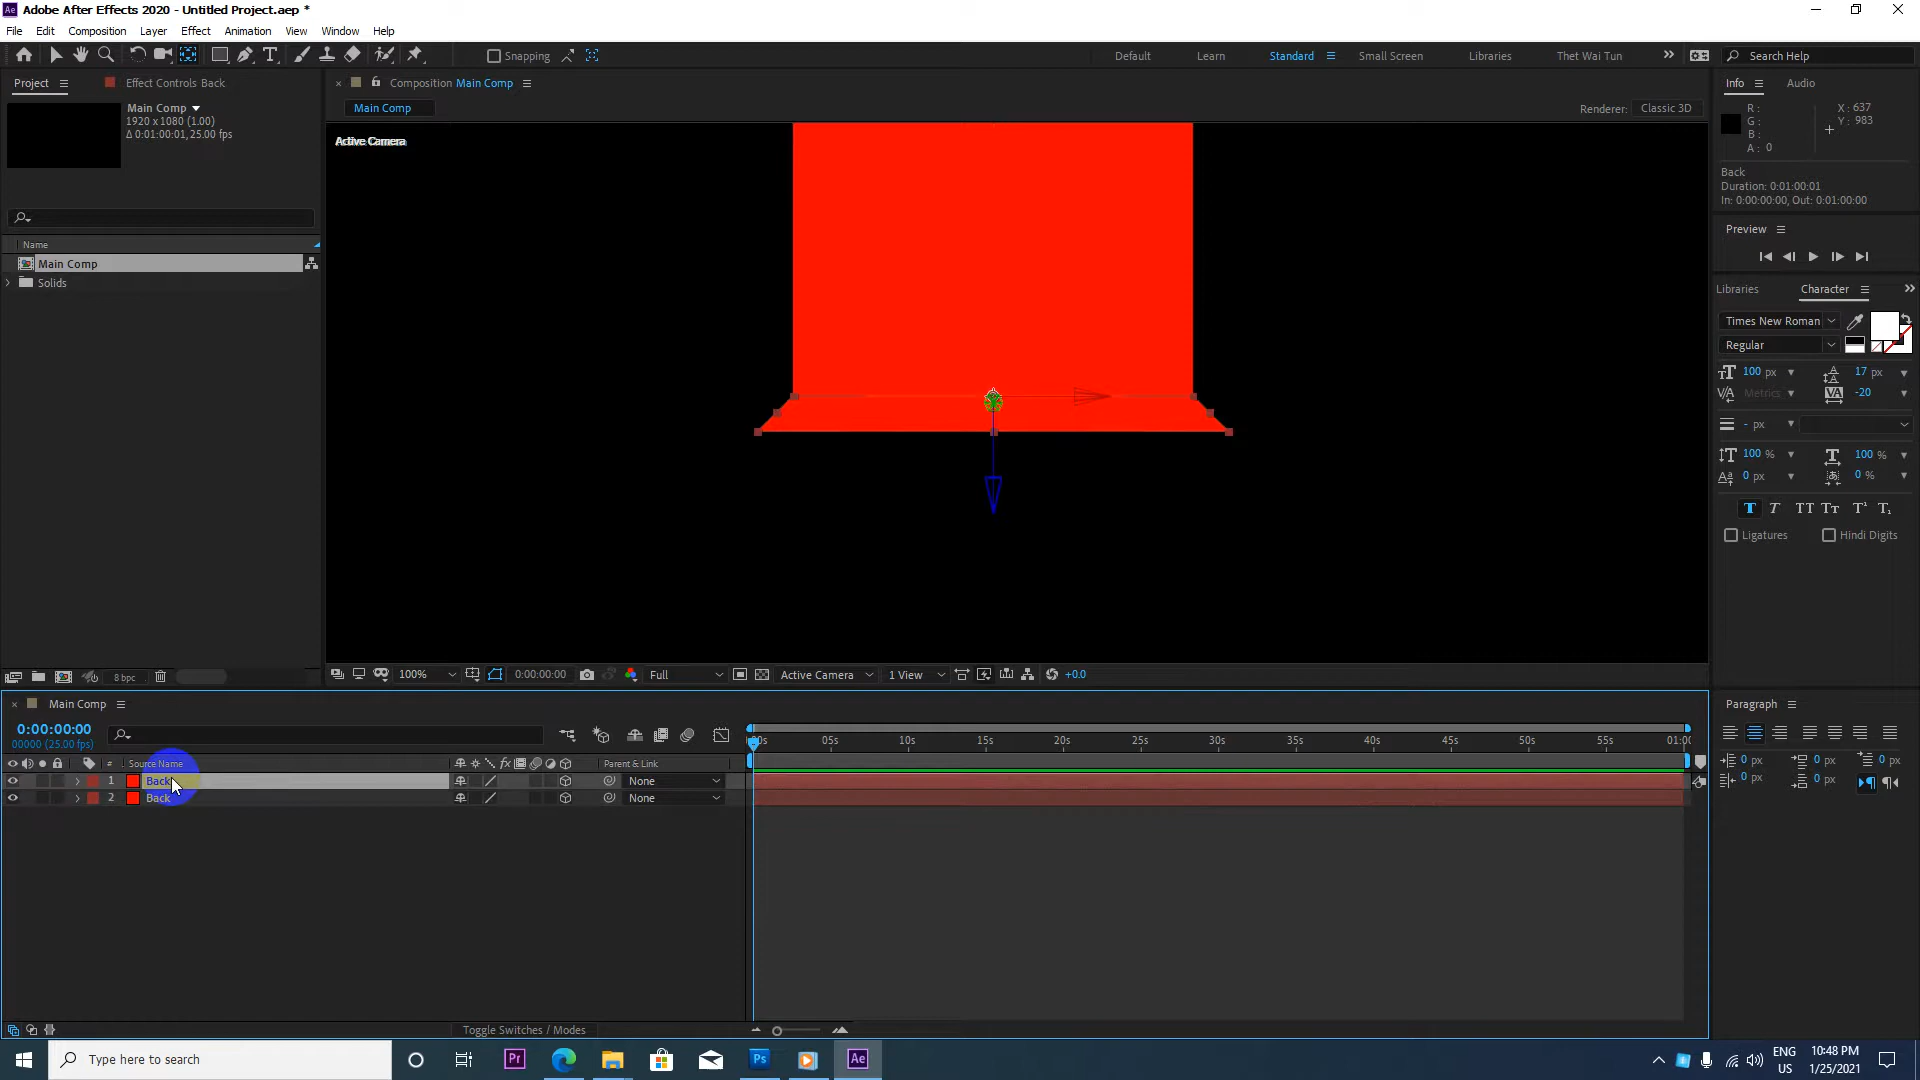 Adobe After Effects 2020 - Untitled Project.aep *
File Edit Composition Layer Effect Animation View Window Help
Snapping Default Learn Standard Small Screen Libraries Thet Wai Tun Search Help
Project Effect Controls Back
Composition Main Comp
Info Audio
Main Comp
1920 x 1080 (1.00)
Δ 0:01:00:01, 25.00 fps
Main Comp
Renderer: Classic 3D
R :
G :
B :
A : 0
X : 637
Y : 983
Active Camera
Back
Duration: 0:01:00:01
In: 0:00:00:00, Out: 0:01:00:00
Preview
Name
Main Comp
Solids
Libraries Character
Times New Roman
Regular
100 px 17 px
Metrics -20
- px
100 % 100 %
0 px 0 %
T T TT Tt T¹ T₁
Ligatures Hindi Digits
8 bpc 100% 0:00:00:00 Full Active Camera 1 View +0.0
Main Comp
Paragraph
0:00:00:00
00000 (25.00 fps)
05s 10s 15s 20s 25s 30s 35s 40s 45s 50s 55s
# Source Name Parent & Link
1 Back None
2 Back None
0 px 0 px 0 px
0 px 0 px
Toggle Switches / Modes
Type here to search
Pr Ps Ae
ENG
US
10:48 PM
1/25/2021